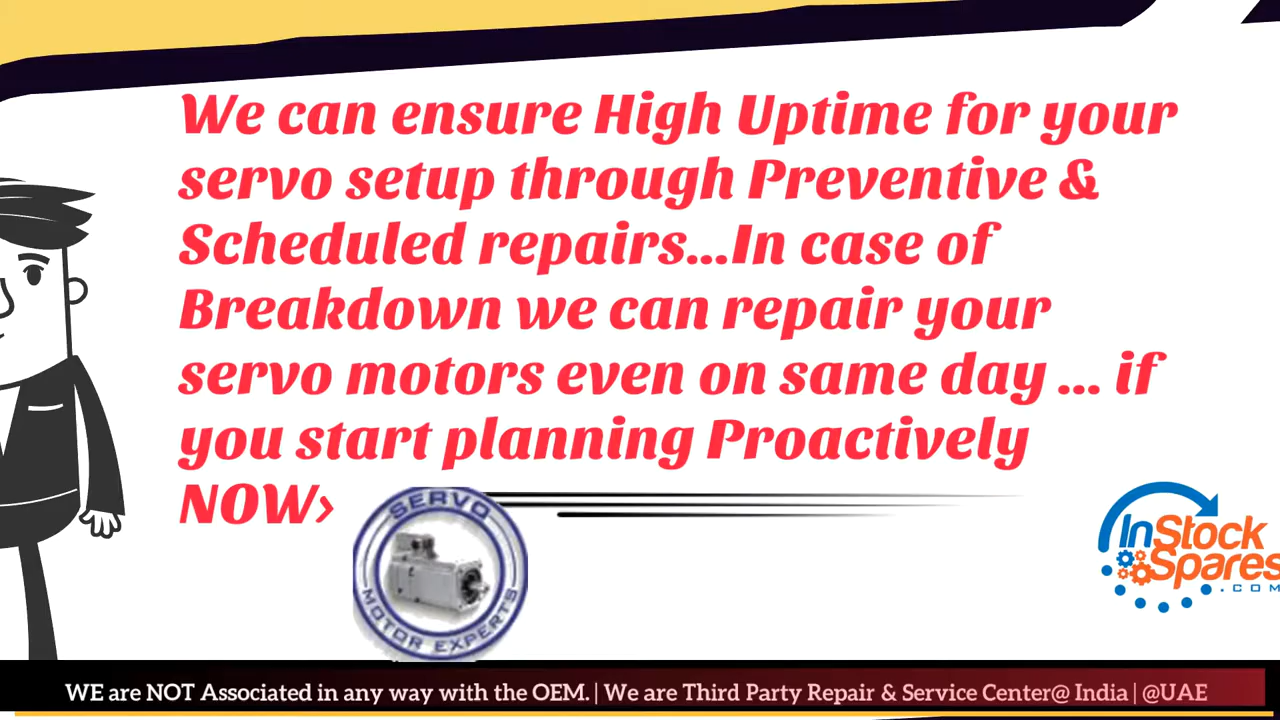 We can ensure High Uptime for your
servo setup through Preventive &
Scheduled repairs...In case of
Breakdown we can repair your
servo motors even on same day ... if
you start planning Proactively
NOW>
SERVO
MOTOR EXPERTS
InStock
Spares
.COM
WE are NOT Associated in any way with the OEM. | We are Third Party Repair & Service Center@ India | @UAE